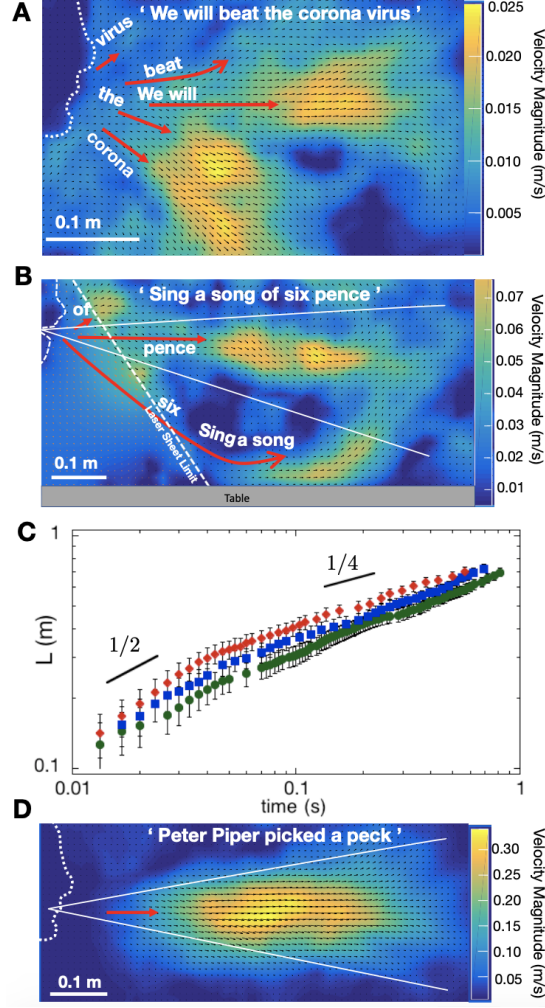 A
' We will beat the corona virus '
virus
beat
We will
the
corona
0.1 m
0.025
0.020
0.015
0.010
0.005
Velocity Magnitude (m/s)
B
' Sing a song of six pence '
of
pence
six
Sing a song
Laser Sheet Limit
0.1 m
Table
0.07
0.06
0.05
0.04
0.03
0.02
0.01
Velocity Magnitude (m/s)
C
1
0.1
L (m)
1/2
1/4
0.01
0.1
1
time (s)
D
' Peter Piper picked a peck '
0.1 m
0.30
0.25
0.20
0.15
0.10
0.05
Velocity Magnitude (m/s)